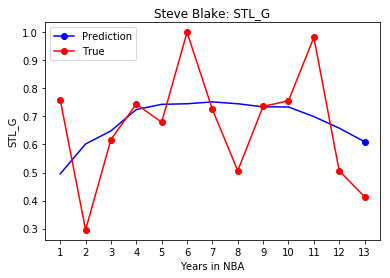 Steve Blake: STL_G
Prediction
True
1.0
0.9
0.8
0.7
0.6
0.5
0.4
0.3
STL_G
1 2 3 4 5 6 7 8 9 10 11 12 13
Years in NBA